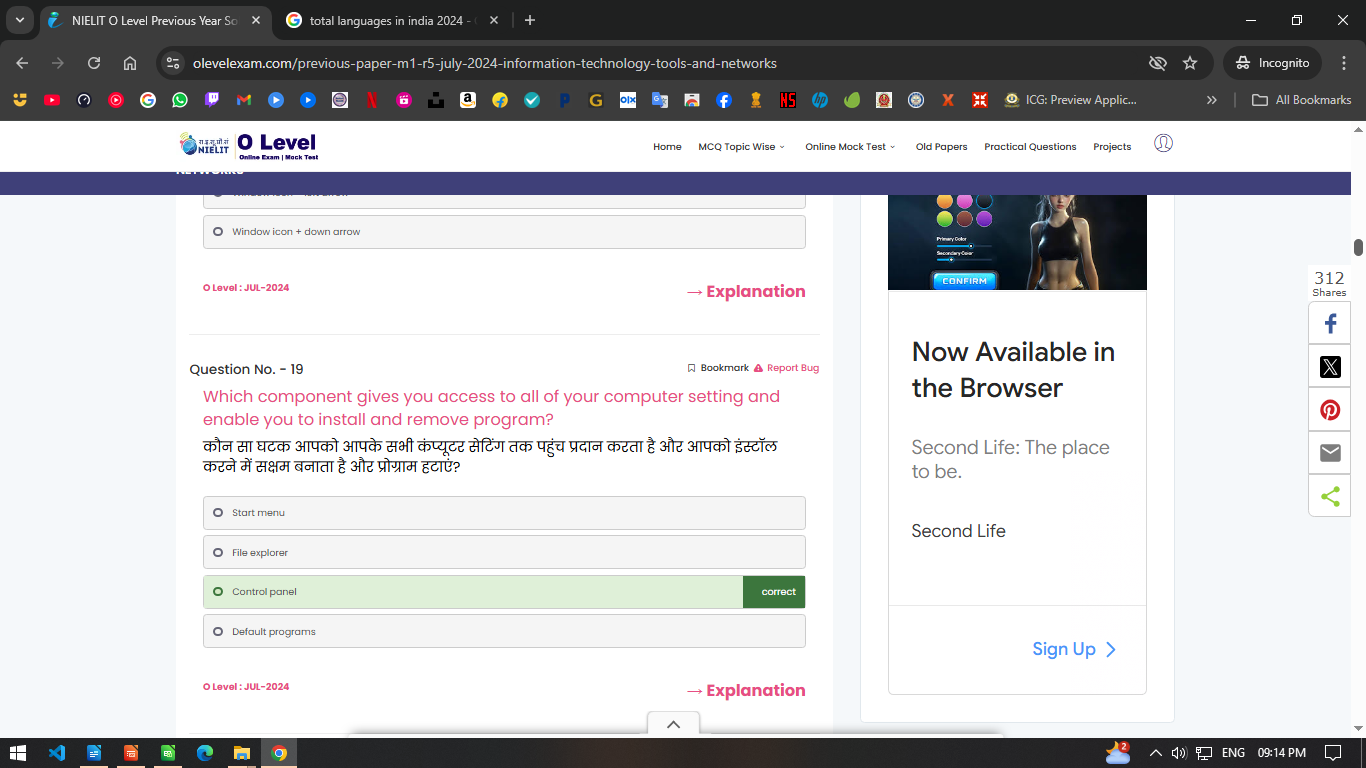 NIELIT O Level Previous Year So
total languages in india 2024 -
olevelexam.com/previous-paper-m1-r5-july-2024-information-technology-tools-and-networks
Incognito
ICG: Preview Applic...
All Bookmarks
NIELIT
O Level
Online Exam | Mock Test
Home
MCQ Topic Wise
Online Mock Test
Old Papers
Practical Questions
Projects
NETWORKS
Window icon + down arrow
O Level : JUL-2024
→ Explanation
Question No. - 19
Bookmark
Report Bug
Which component gives you access to all of your computer setting and
enable you to install and remove program?
कौन सा घटक आपको आपके सभी कंप्यूटर सेटिंग तक पहुंच प्रदान करता है और आपको इंस्टॉल
करने में सक्षम बनाता है और प्रोग्राम हटाएं?
Start menu
File explorer
Control panel
correct
Default programs
O Level : JUL-2024
→ Explanation
Primary Color
Secondary Color
CONFIRM
Now Available in
the Browser
Second Life: The place
to be.
Second Life
Sign Up
312
Shares
2
ENG
09:14 PM